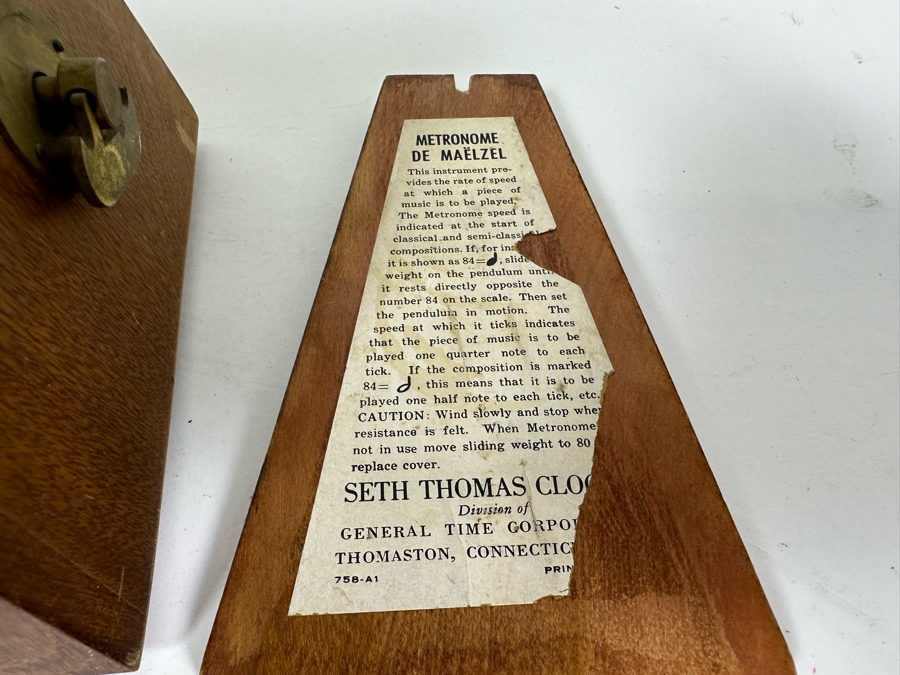 METRONOME
DE MAËLZEL
This instrument pro-
vides the rate of speed
at which a piece of
music is to be played.
The Metronome speed is
indicated at the start of
classical and semi-classi
compositions. If, for ins
it is shown as 84=♩, slide
weight on the pendulum until
it rests directly opposite the
number 84 on the scale. Then set
the pendulum in motion. The
speed at which it ticks indicates
that the piece of music is to be
played one quarter note to each
tick. If the composition is marked
84= 𝅗𝅥, this means that it is to be
played one half note to each tick, etc.
CAUTION: Wind slowly and stop when
resistance is felt. When Metronome
not in use move sliding weight to 80
replace cover.
SETH THOMAS CLOC
Division of
GENERAL TIME CORPO
THOMASTON, CONNECTIC
758-A1 PRIN